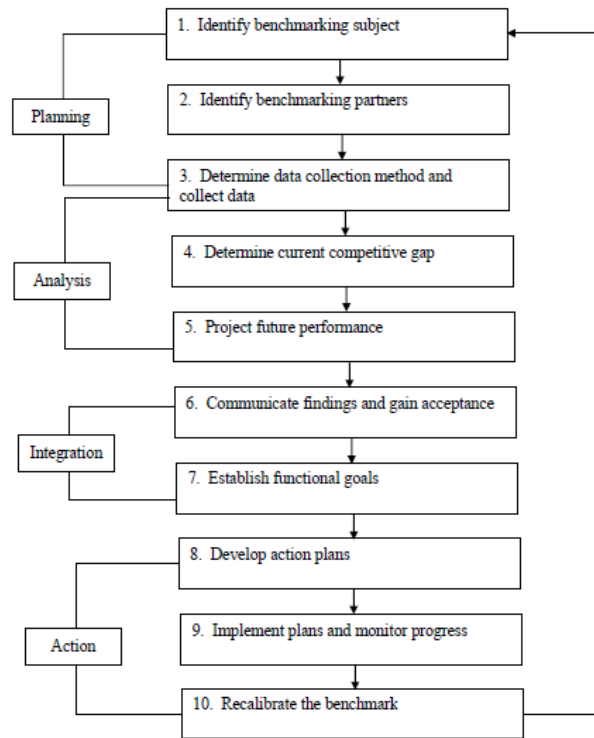 1.  Identify benchmarking subject
2.  Identify benchmarking partners
Planning
3.  Determine data collection method and
collect data
4.  Determine current competitive gap
Analysis
5.  Project future performance
6.  Communicate findings and gain acceptance
Integration
7.  Establish functional goals
8.  Develop action plans
9.  Implement plans and monitor progress
Action
10.  Recalibrate the benchmark